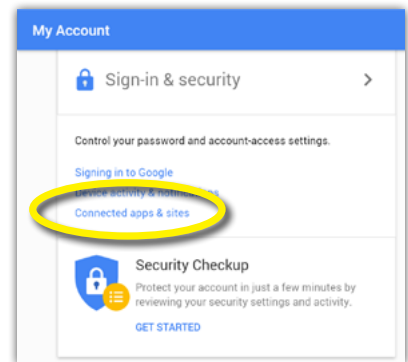 My Account
Sign-in & security
Control your password and account-access settings.
Signing in to Google
Device activity & notifications
Connected apps & sites
Security Checkup
Protect your account in just a few minutes by
reviewing your security settings and activity.
GET STARTED